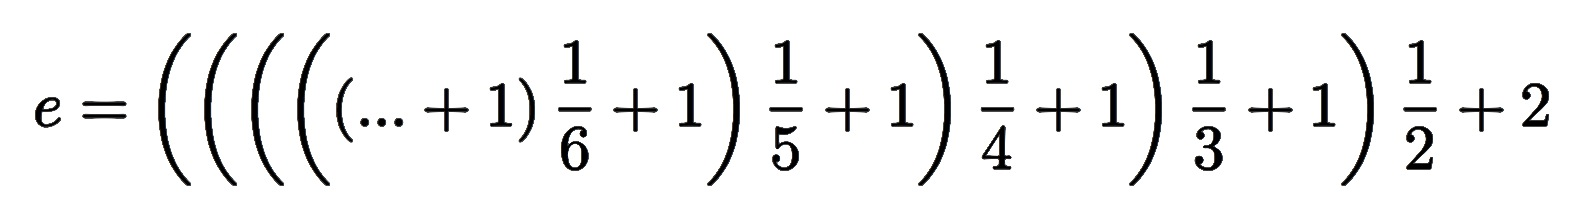 e = ( ( ( ( (... + 1) 1/6 + 1 ) 1/5 + 1 ) 1/4 + 1 ) 1/3 + 1 ) 1/2 + 2